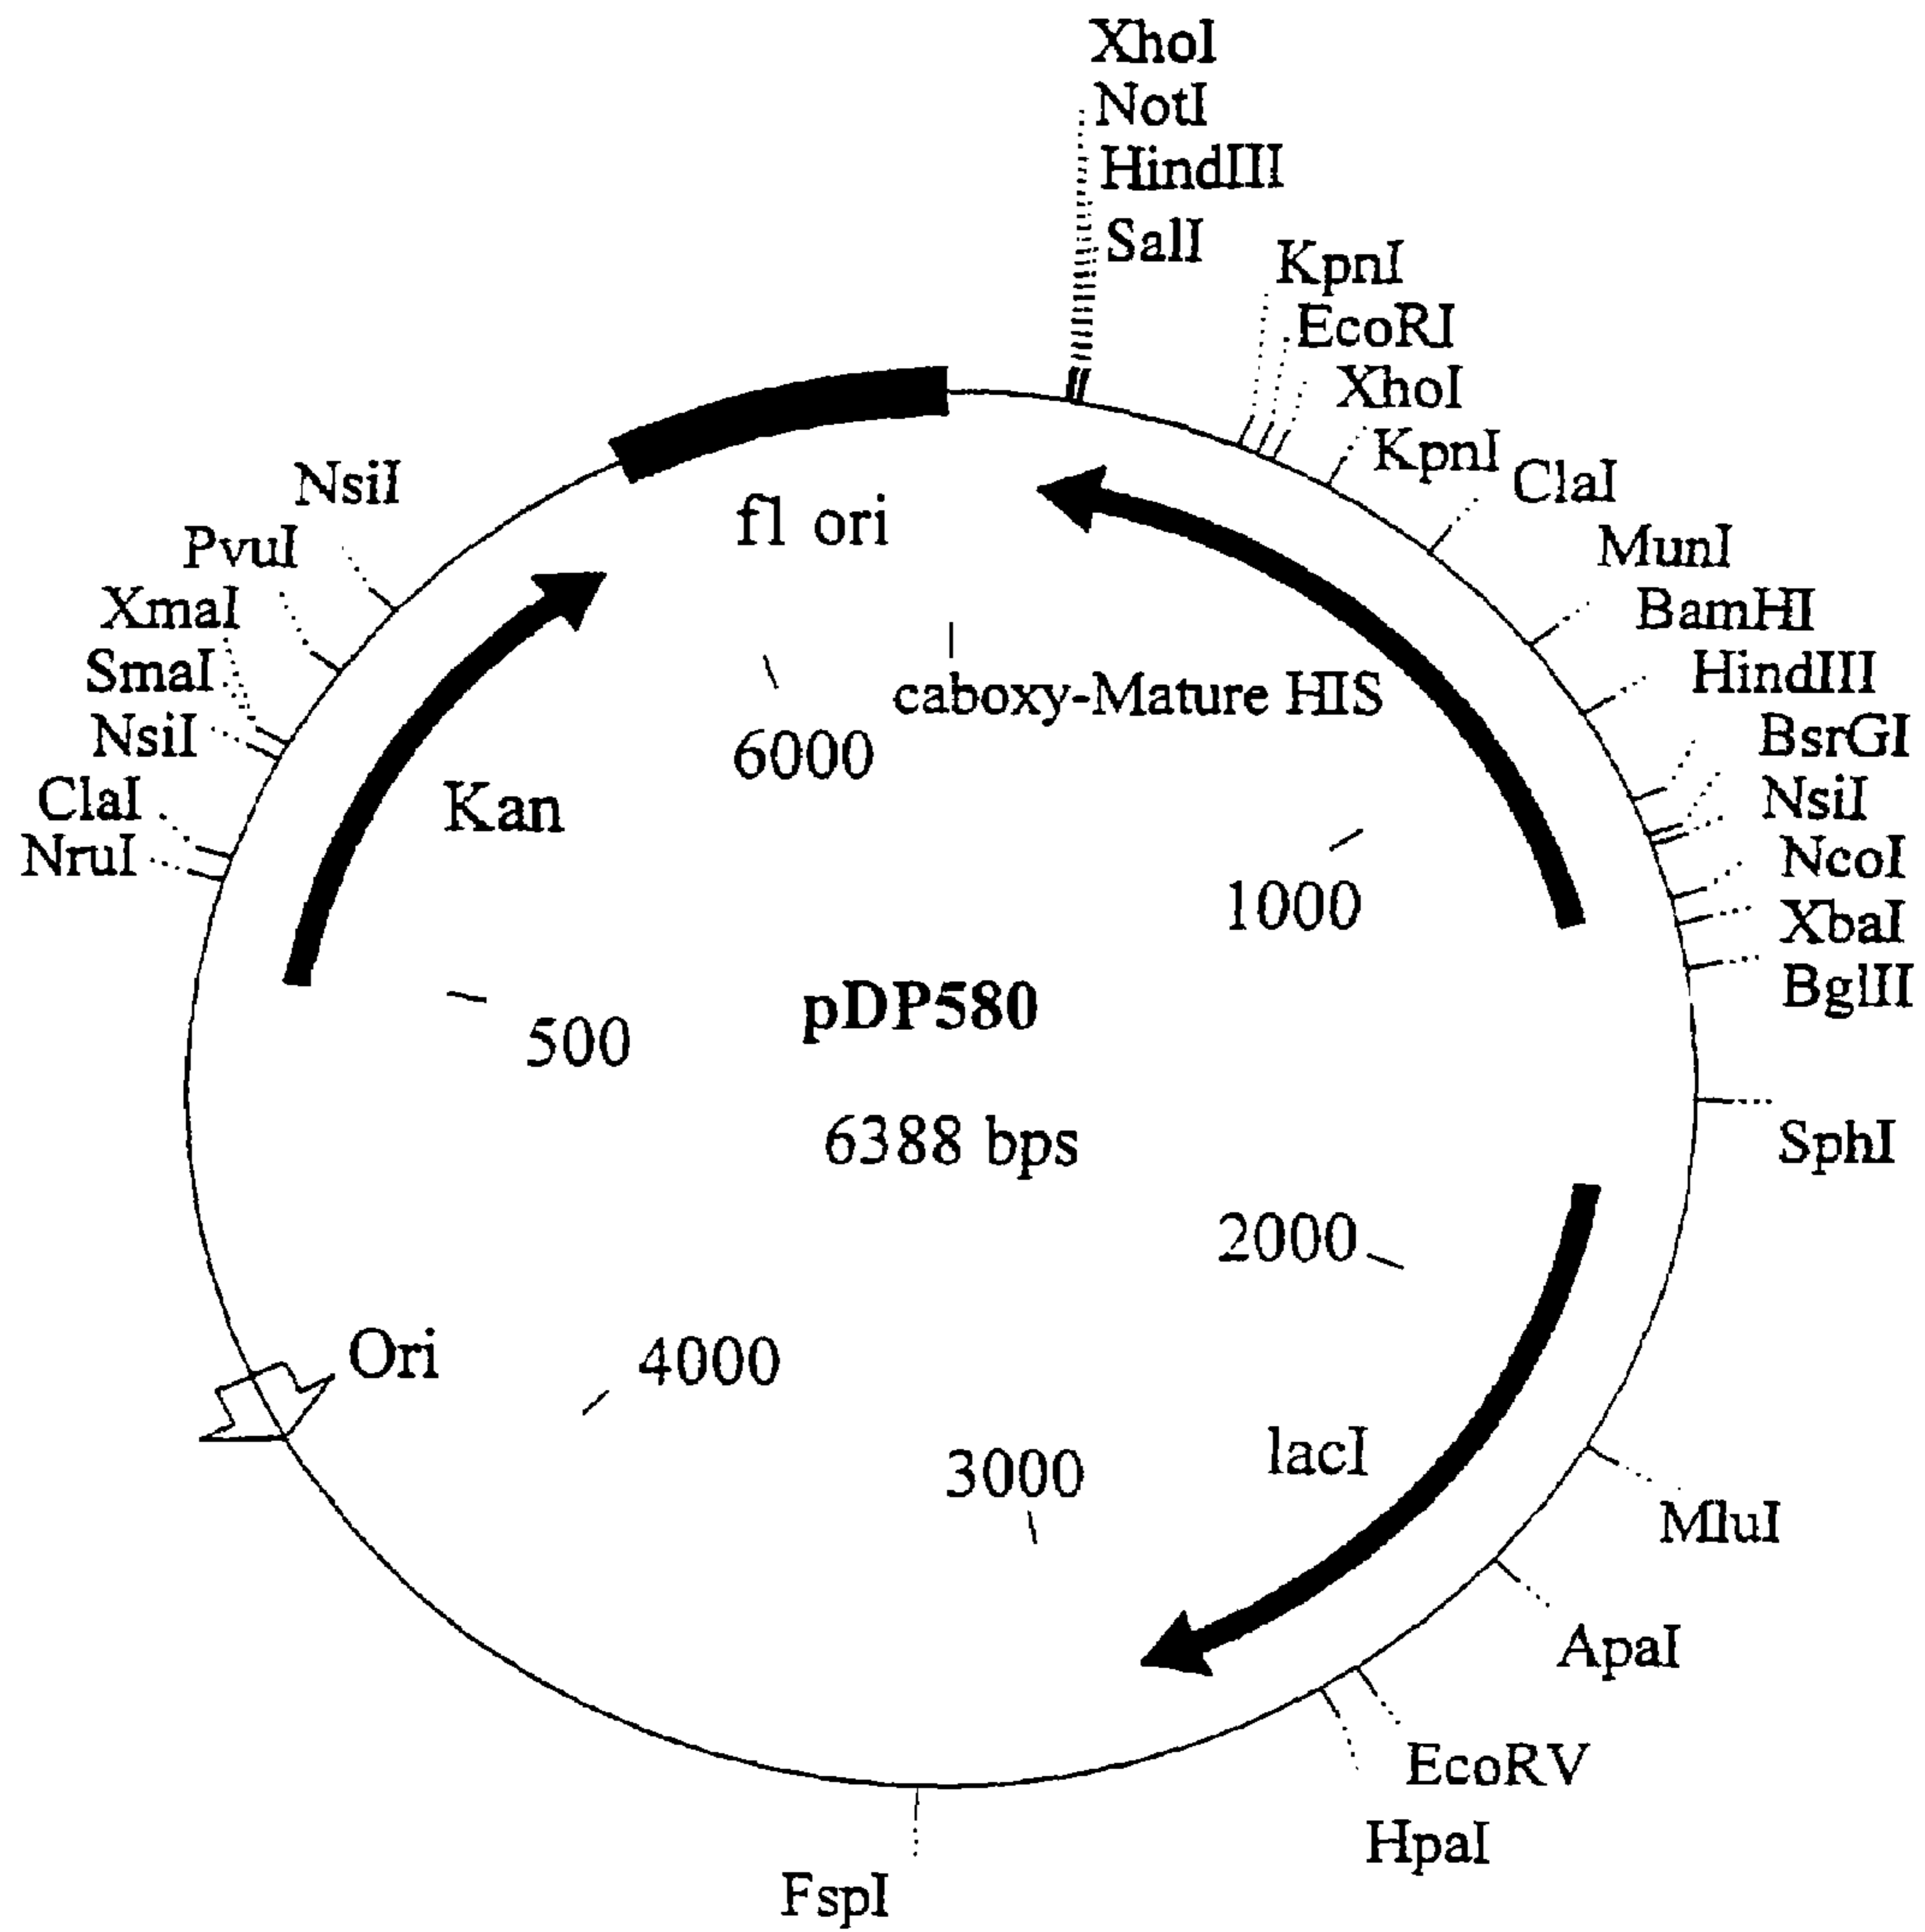 XhoI
NotI
HindIII
SalI
KpnI
EcoRI
XhoI
KpnI
ClaI
MunI
BamHI
HindIII
BsrGI
NsiI
NcoI
XbaI
BglII
SphI
MluI
ApaI
EcoRV
HpaI
FspI
NsiI
PvuI
XmaI
SmaI
NsiI
ClaI
NruI
f1 ori
caboxy-Mature HIS
6000
Kan
1000
pDP580
500
6388 bps
2000
Ori
4000
3000
lacI